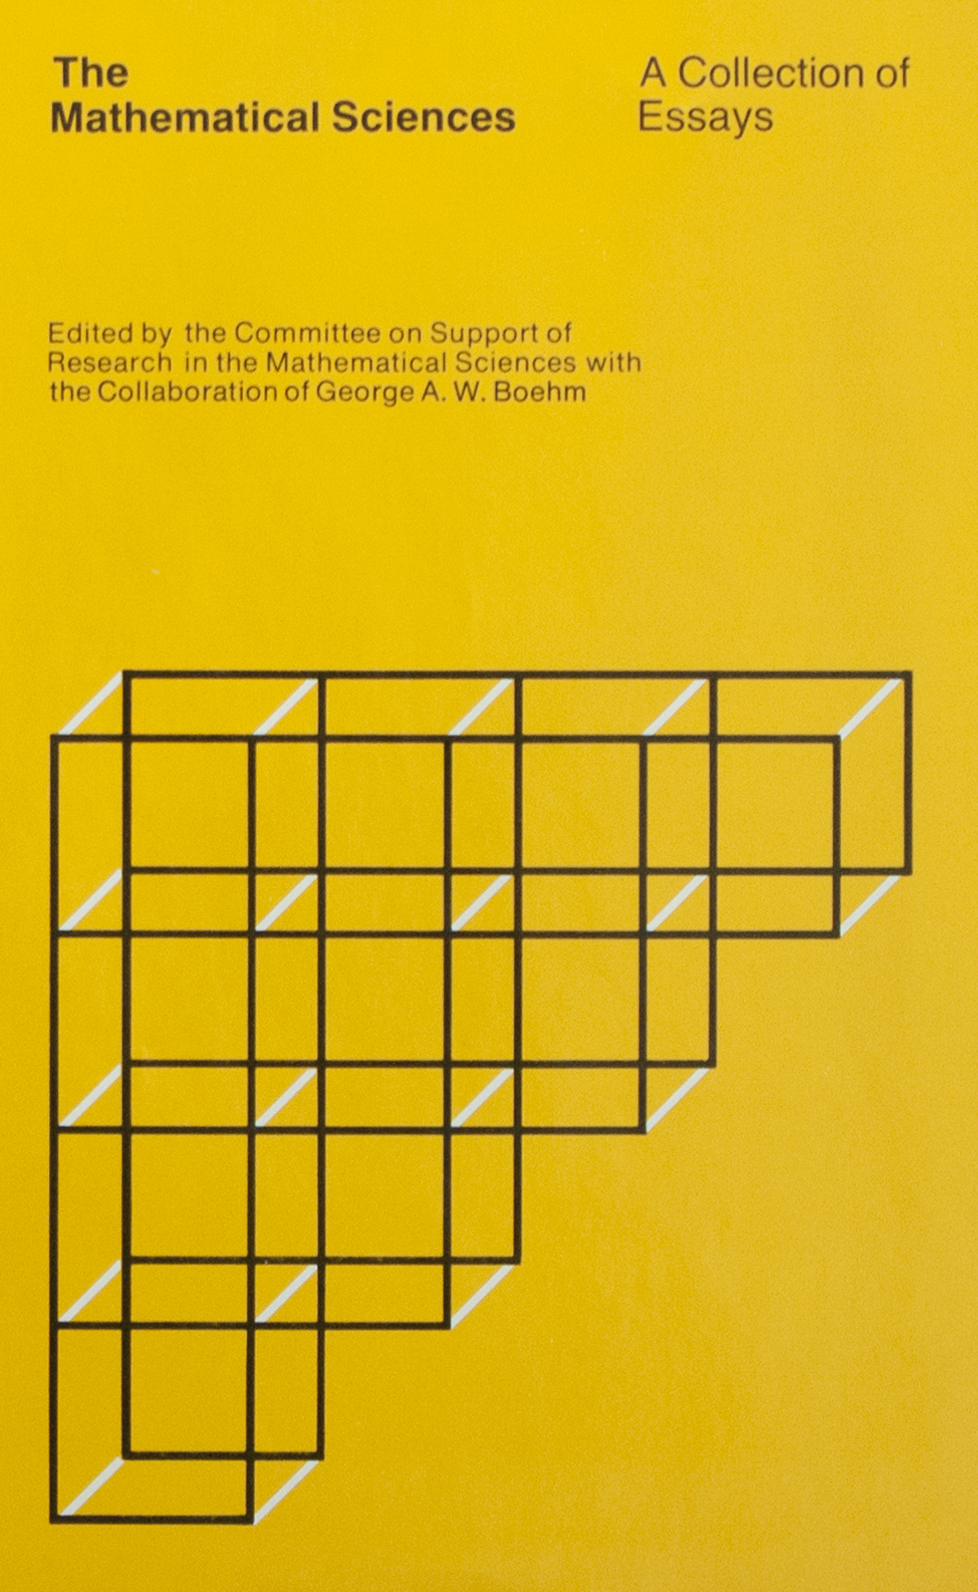 The
Mathematical Sciences
A Collection of
Essays
Edited by the Committee on Support of
Research in the Mathematical Sciences with
the Collaboration of George A. W. Boehm